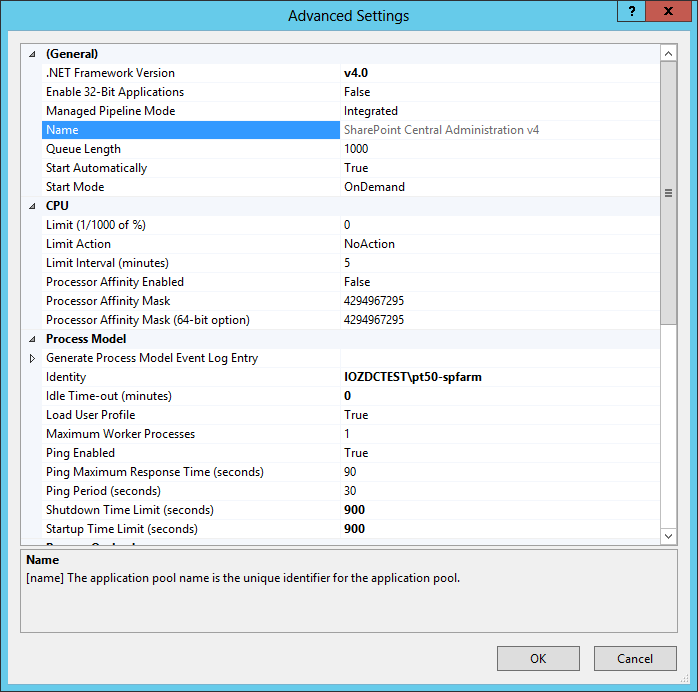 Advanced Settings
? x
(General)
.NET Framework Version v4.0
Enable 32-Bit Applications False
Managed Pipeline Mode Integrated
Name SharePoint Central Administration v4
Queue Length 1000
Start Automatically True
Start Mode OnDemand
CPU
Limit (1/1000 of %) 0
Limit Action NoAction
Limit Interval (minutes) 5
Processor Affinity Enabled False
Processor Affinity Mask 4294967295
Processor Affinity Mask (64-bit option) 4294967295
Process Model
Generate Process Model Event Log Entry
Identity IOZDCTEST\pt50-spfarm
Idle Time-out (minutes) 0
Load User Profile True
Maximum Worker Processes 1
Ping Enabled True
Ping Maximum Response Time (seconds) 90
Ping Period (seconds) 30
Shutdown Time Limit (seconds) 900
Startup Time Limit (seconds) 900
Name
[name] The application pool name is the unique identifier for the application pool.
OK Cancel